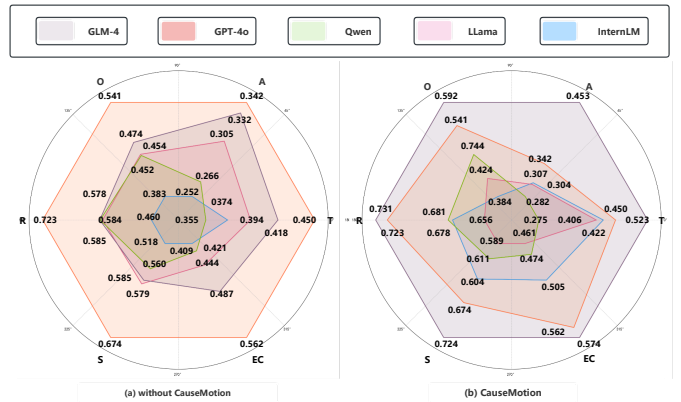 GLM-4 GPT-4o Qwen LLama InternLM
O A
0.541 0.342
0.332
0.474 0.305
0.454
0.452 0.266
0.578 0.383 0.252
0.374
R 0.723 0.584 0.460 0.355 0.394 0.450 T
0.418
0.585 0.518
0.409 0.421
0.560 0.444
0.585
0.579 0.487
0.674 0.562
S EC
(a) without CauseMotion
O A
0.592 0.453
0.541
0.744 0.342
0.424 0.307
0.304
0.384 0.282
0.731 0.681 0.450
R 0.656 0.275 0.406 0.523 T
0.723 0.678 0.422
0.461
0.589
0.611 0.474
0.604 0.505
0.674
0.562
0.724 0.574
S EC
(b) CauseMotion